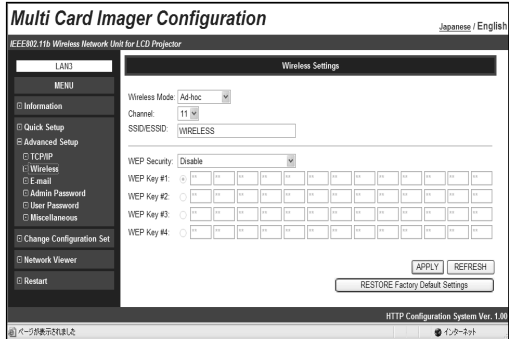 Multi Card Imager Configuration
Japanese / English
IEEE802.11b Wireless Network Unit for LCD Projector
LAN3
MENU
Information
Quick Setup
Advanced Setup
TCP/IP
Wireless
E-mail
Admin Password
User Password
Miscellaneous
Change Configuration Set
Network Viewer
Restart
Wireless Settings
Wireless Mode: Ad-hoc
Channel: 11
SSID/ESSID: WIRELESS
WEP Security: Disable
WEP Key #1: ** ** ** ** ** ** ** ** ** ** ** ** **
WEP Key #2: ** ** ** ** ** ** ** ** ** ** ** ** **
WEP Key #3: ** ** ** ** ** ** ** ** ** ** ** ** **
WEP Key #4: ** ** ** ** ** ** ** ** ** ** ** ** **
APPLY REFRESH
RESTORE Factory Default Settings
HTTP Configuration System Ver. 1.00
ページが表示されました インターネット